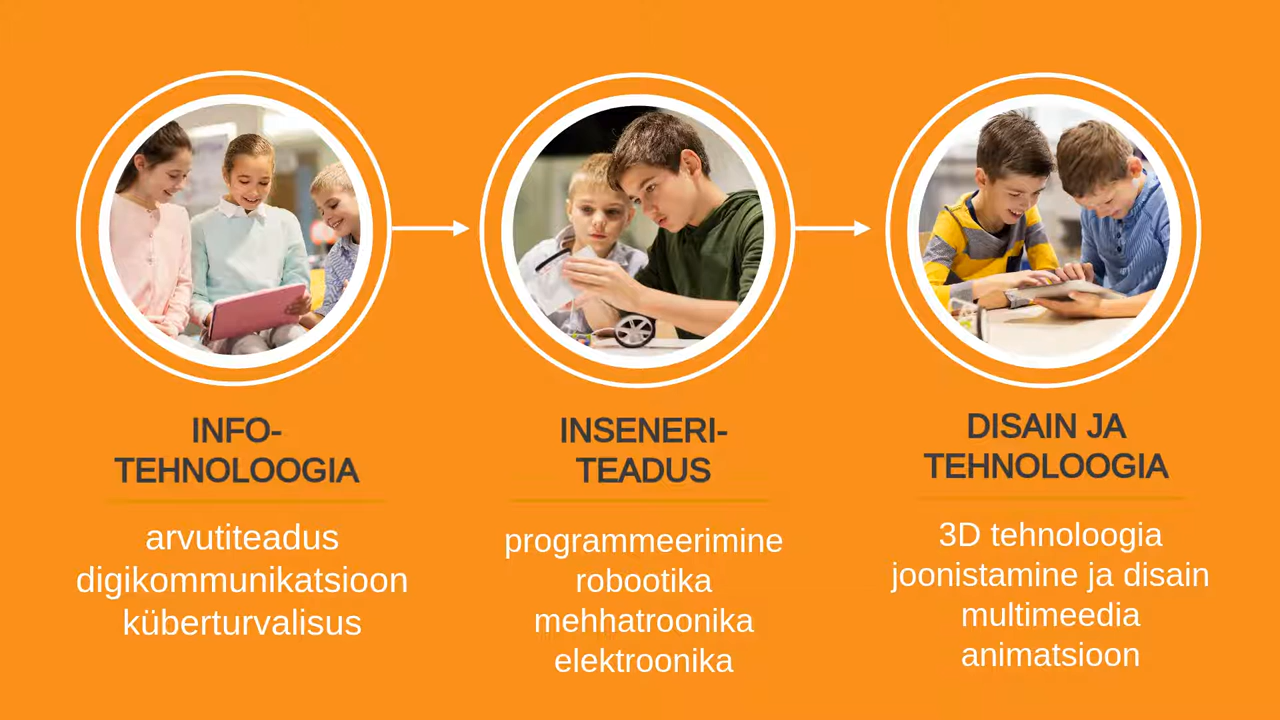 INFO-
TEHNOLOOGIA
arvutiteadus
digikommunikatsioon
küberturvalisus
INSENERI-
TEADUS
programmeerimine
robootika
mehhatroonika
elektroonika
DISAIN JA
TEHNOLOOGIA
3D tehnoloogia
joonistamine ja disain
multimeedia
animatsioon